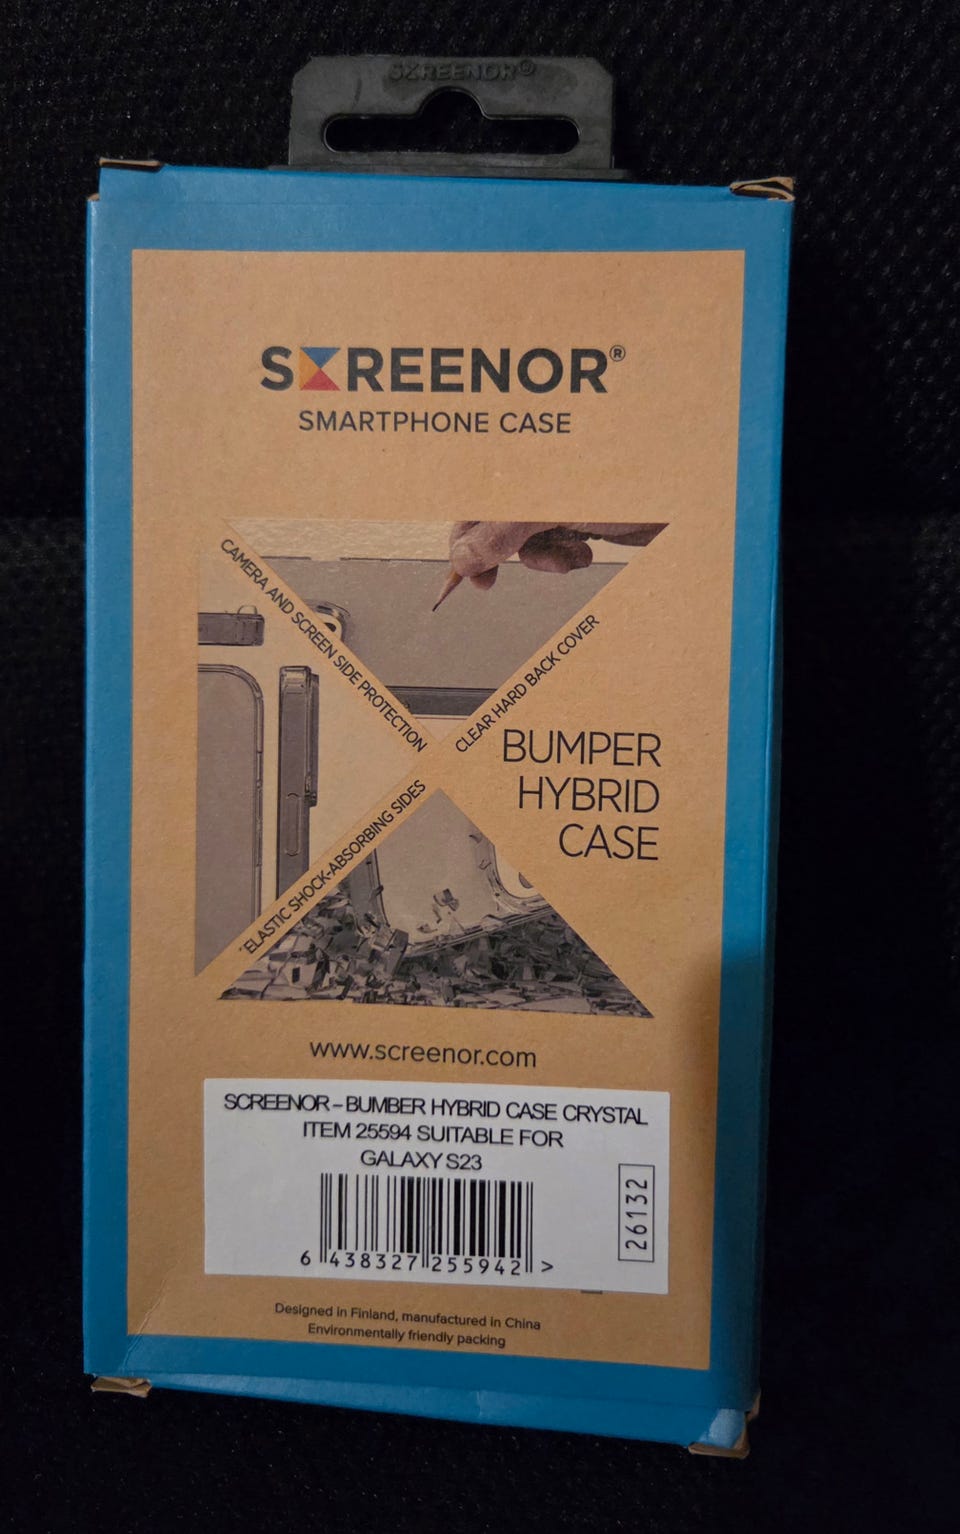 SCREENOR®
SCREENOR®
SMARTPHONE CASE
CAMERA AND SCREEN SIDE PROTECTION
CLEAR HARD BACK COVER
BUMPER
HYBRID
CASE
ELASTIC SHOCK-ABSORBING SIDES
www.screenor.com
SCREENOR – BUMBER HYBRID CASE CRYSTAL
ITEM 25594 SUITABLE FOR
GALAXY S23
26132
6 438327 255942 >
Designed in Finland, manufactured in China
Environmentally friendly packing